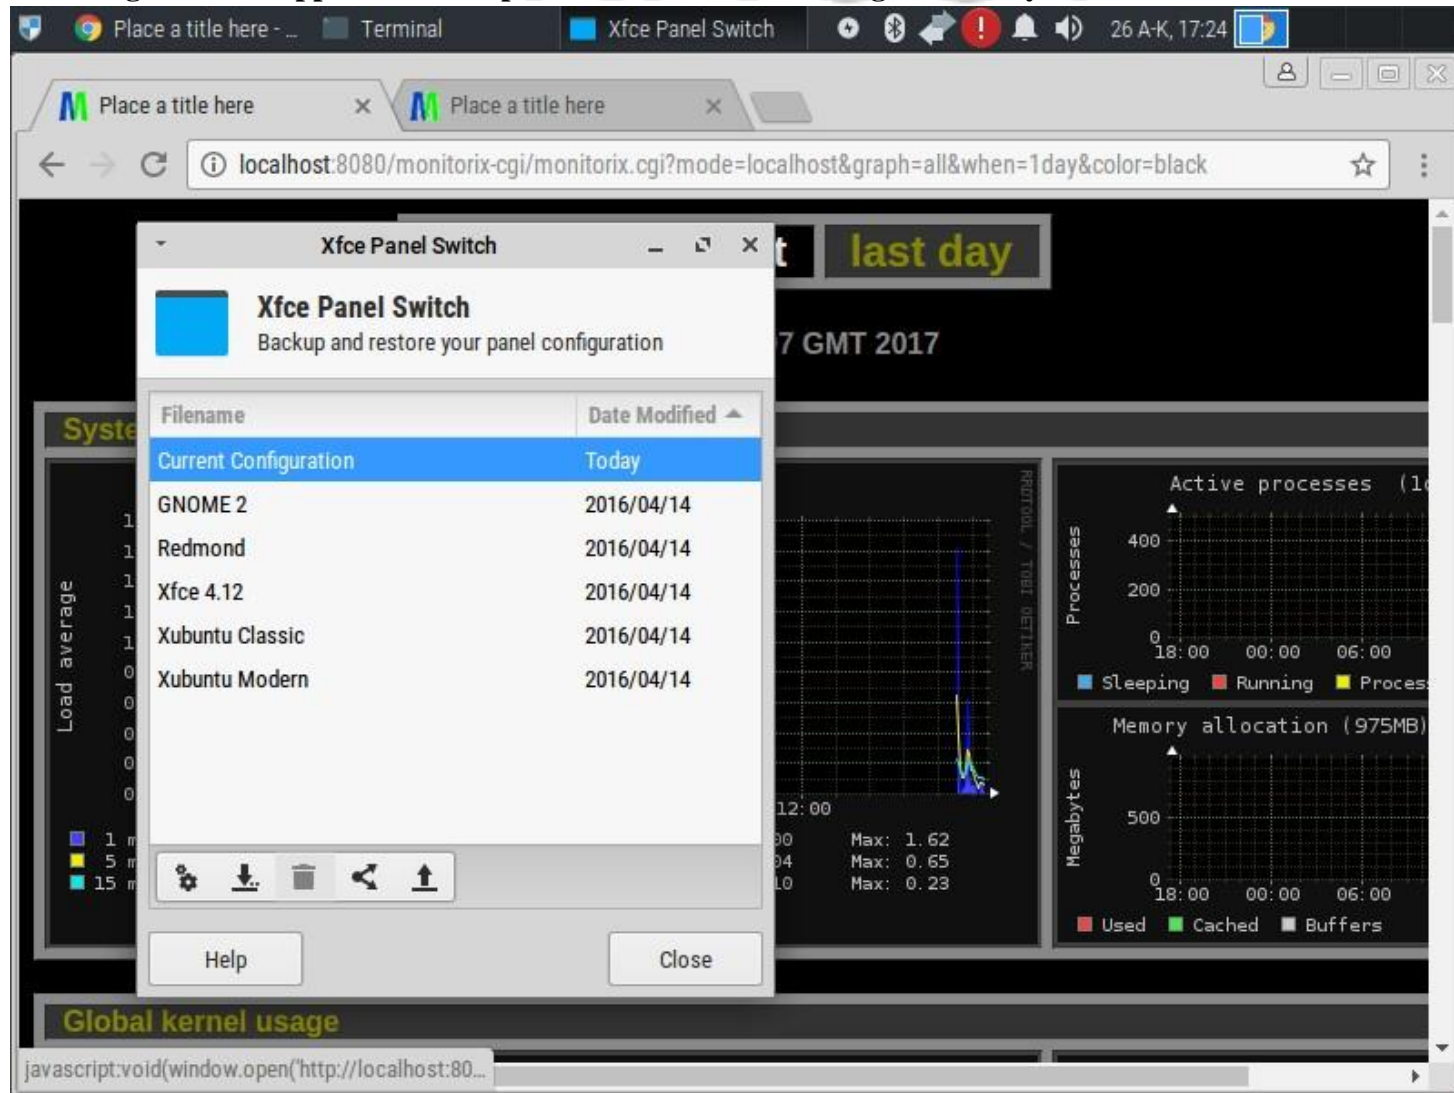 Place a title here - ...
Terminal
Xfce Panel Switch
26 A-K, 17:24
Place a title here
Place a title here
localhost:8080/monitorix-cgi/monitorix.cgi?mode=localhost&graph=all&when=1day&color=black
last day
7 GMT 2017
Xfce Panel Switch
Xfce Panel Switch
Backup and restore your panel configuration
Filename Date Modified
Current Configuration Today
GNOME 2 2016/04/14
Redmond 2016/04/14
Xfce 4.12 2016/04/14
Xubuntu Classic 2016/04/14
Xubuntu Modern 2016/04/14
Help
Close
Syste
Load average
12:00
1 m
5 m
15 m
Max: 1.62
Max: 0.65
Max: 0.23
RRDTOOL / TOBI OETIKER
Active processes (1d
Processes
400
200
0
18:00 00:00 06:00
Sleeping Running Process
Memory allocation (975MB)
Megabytes
500
0
18:00 00:00 06:00
Used Cached Buffers
Global kernel usage
javascript:void(window.open('http://localhost:80...